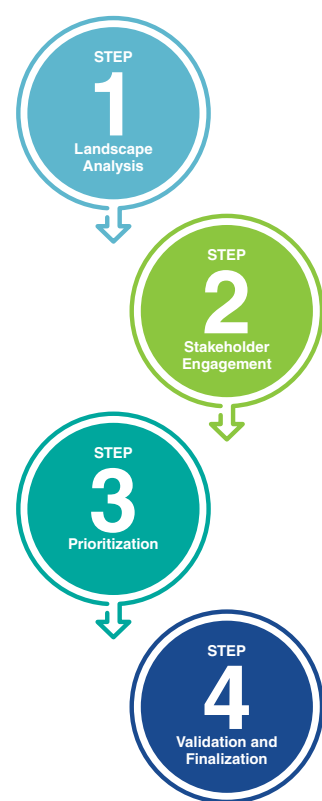 STEP
1
Landscape
Analysis
STEP
2
Stakeholder
Engagement
STEP
3
Prioritization
STEP
4
Validation and
Finalization